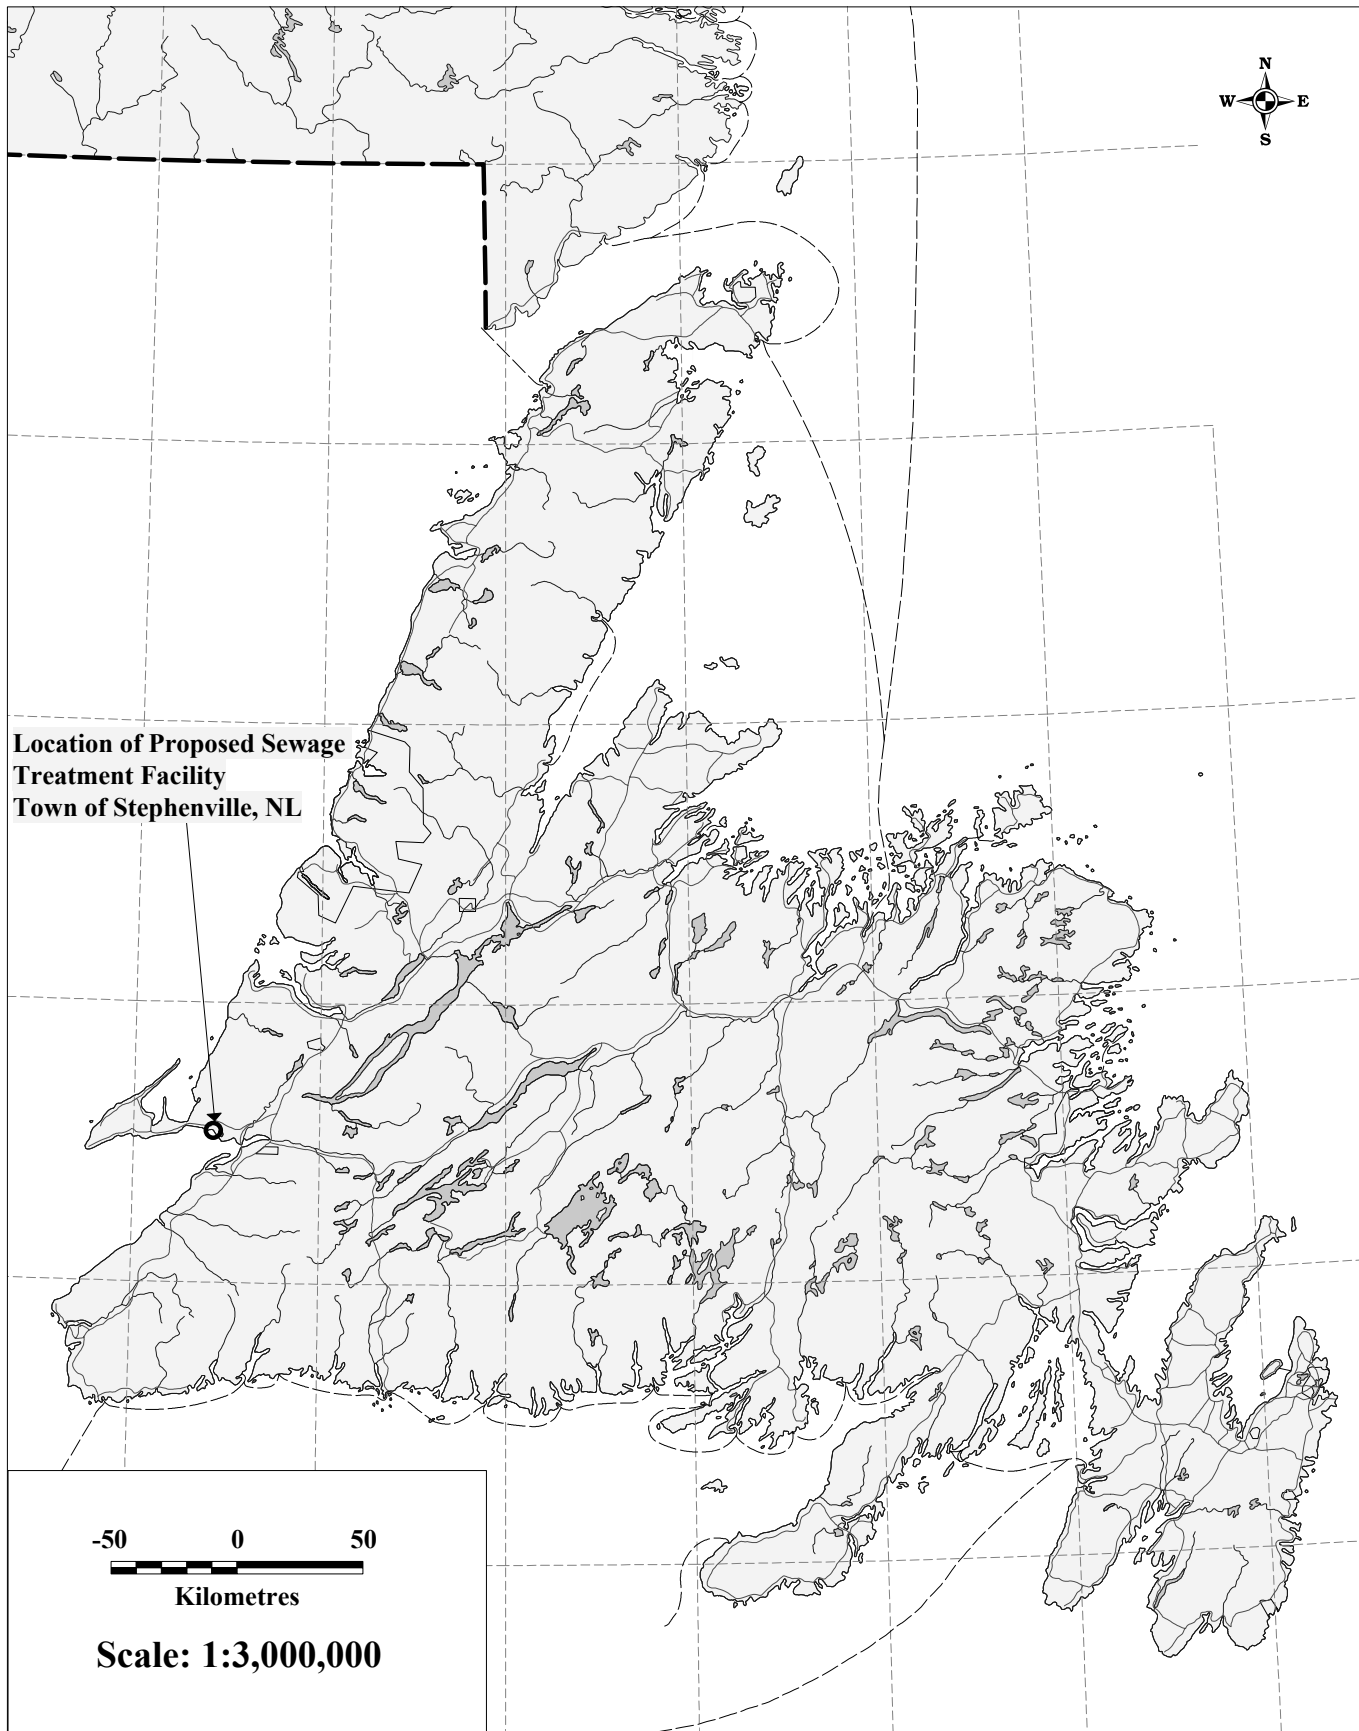 N
W E
S
Location of Proposed Sewage
Treatment Facility
Town of Stephenville, NL
-50 0 50
Kilometres
Scale: 1:3,000,000